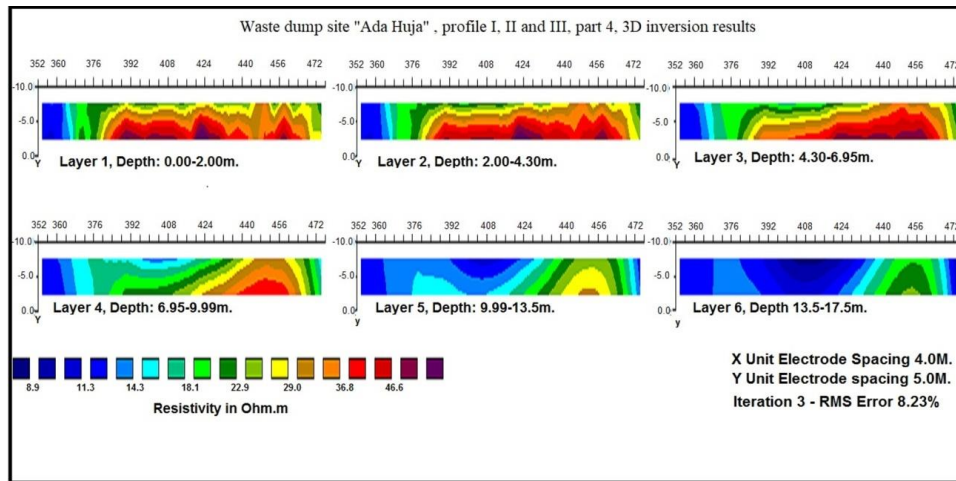 Waste dump site "Ada Huja" , profile I, II and III, part 4, 3D inversion results
352 360 376 392 408 424 440 456 472
352 360 376 392 408 424 440 456 472
352 360 376 392 408 424 440 456 472
-10.0 -10.0 -10.0
-5.0 -5.0 -5.0
0.0 0.0 0.0
Y Y Y
Layer 1, Depth: 0.00-2.00m. Layer 2, Depth: 2.00-4.30m. Layer 3, Depth: 4.30-6.95m.
352 360 376 392 408 424 440 456 472
352 360 376 392 408 424 440 456 472
352 360 376 392 408 424 440 456 472
-10.0 -10.0 -10.0
-5.0 -5.0 -5.0
0.0 0.0 0.0
Y y y
Layer 4, Depth: 6.95-9.99m. Layer 5, Depth: 9.99-13.5m. Layer 6, Depth 13.5-17.5m.
8.9 11.3 14.3 18.1 22.9 29.0 36.8 46.6
Resistivity in Ohm.m
X Unit Electrode Spacing 4.0M.
Y Unit Electrode spacing 5.0M.
Iteration 3 - RMS Error 8.23%